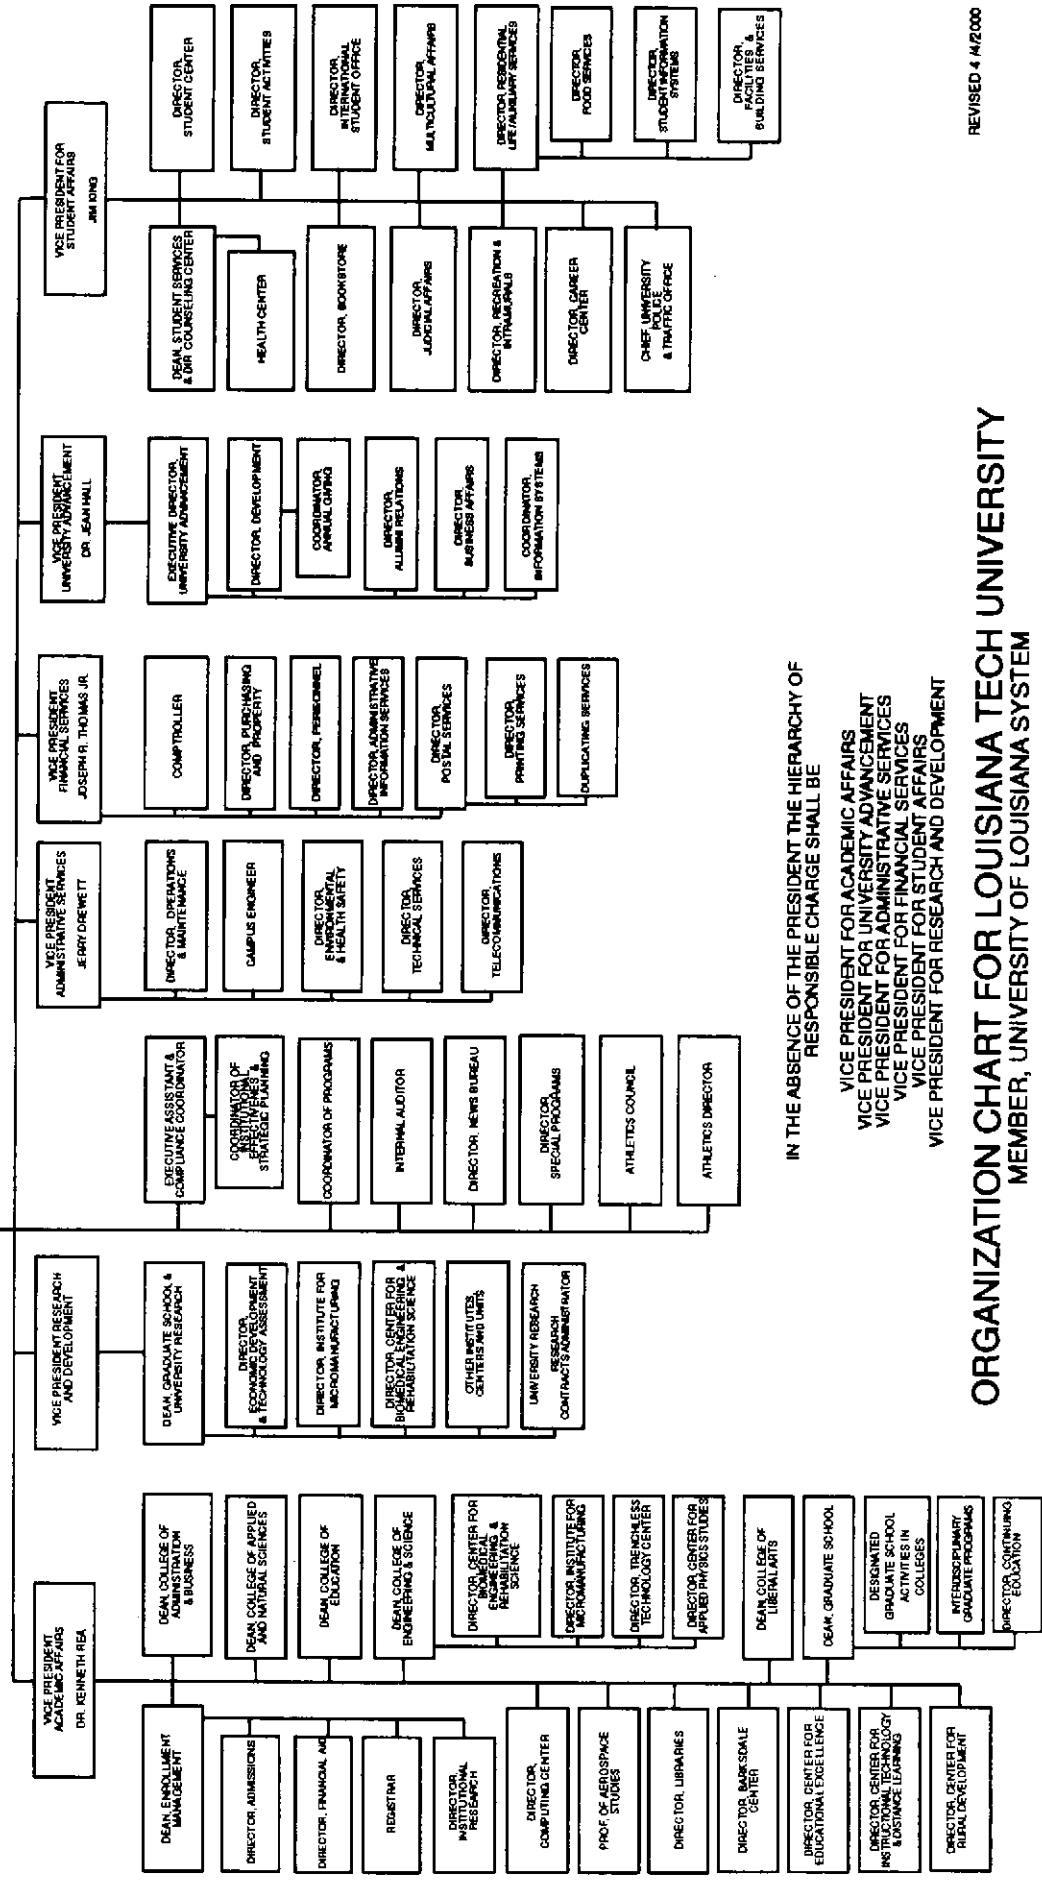 VICE PRESIDENT
ACADEMIC AFFAIRS
DR. KENNETH REA
DEAN, ENROLLMENT
MANAGEMENT
DIRECTOR, ADMISSIONS
DIRECTOR, FINANCIAL AID
REGISTRAR
DIRECTOR,
INSTITUTIONAL
RESEARCH
DIRECTOR,
COMPUTING CENTER
PROF. OF AEROSPACE
STUDIES
DIRECTOR, LIBRARIES
DIRECTOR, BARKSDALE
CENTER
DIRECTOR, CENTER FOR
EDUCATIONAL EXCELLENCE
DIRECTOR, CENTER FOR
INSTRUCTIONAL TECHNOLOGY
& DISTANCE LEARNING
DIRECTOR, CENTER FOR
RURAL DEVELOPMENT
DEAN, COLLEGE OF
ADMINISTRATION
& BUSINESS
DEAN, COLLEGE OF APPLIED
AND NATURAL SCIENCES
DEAN, COLLEGE OF
EDUCATION
DEAN, COLLEGE OF
ENGINEERING & SCIENCE
DIRECTOR, CENTER FOR
BIOMEDICAL
ENGINEERING &
REHABILITATION
SCIENCE
DIRECTOR, INSTITUTE FOR
MICROMANUFACTURING
DIRECTOR, TRENCHLESS
TECHNOLOGY CENTER
DIRECTOR, CENTER FOR
APPLIED PHYSICS STUDIES
DEAN, COLLEGE OF
LIBERAL ARTS
DEAN, GRADUATE SCHOOL
DESIGNATED
GRADUATE SCHOOL
ACTIVITIES IN
COLLEGES
INTERDISCIPLINARY
GRADUATE PROGRAMS
DIRECTOR, CONTINUING
EDUCATION
VICE PRESIDENT RESEARCH
AND DEVELOPMENT
DEAN, GRADUATE SCHOOL &
UNIVERSITY RESEARCH
DIRECTOR,
ECONOMIC DEVELOPMENT
& TECHNOLOGY ASSESSMENT
DIRECTOR, INSTITUTE FOR
MICROMANUFACTURING
DIRECTOR, CENTER FOR
BIOMEDICAL ENGINEERING &
REHABILITATION SCIENCE
OTHER INSTITUTES,
CENTERS AND UNITS
UNIVERSITY RESEARCH
RESEARCH
CONTRACTS ADMINISTRATOR
EXECUTIVE ASSISTANT &
COMPLIANCE COORDINATOR
COORDINATOR OF
INSTITUTIONAL
EFFECTIVENES &
STRATEGIC PLANNING
COORDINATOR OF PROGRAMS
INTERNAL AUDITOR
DIRECTOR, NEWS BUREAU
DIRECTOR,
SPECIAL PROGRAMS
ATHLETICS COUNCIL
ATHLETICS DIRECTOR
VICE PRESIDENT
ADMINISTRATIVE SERVICES
JERRY DREWETT
DIRECTOR, OPERATIONS
& MAINTENANCE
CAMPUS ENGINEER
DIRECTOR,
ENVIRONMENTAL
& HEALTH SAFETY
DIRECTOR,
TECHNICAL SERVICES
DIRECTOR,
TELECOMMUNICATIONS
VICE PRESIDENT
FINANCIAL SERVICES
JOSEPH R. THOMAS JR.
COMPTROLLER
DIRECTOR, PURCHASING
AND PROPERTY
DIRECTOR, PERSONNEL
DIRECTOR, ADMINISTRATIVE
INFORMATION SERVICES
DIRECTOR,
POSTAL SERVICES
DIRECTOR,
PRINTING SERVICES
DUPLICATING SERVICES
VICE PRESIDENT
UNIVERSITY ADVANCEMENT
DR. JEAN HALL
EXECUTIVE DIRECTOR,
UNIVERSITY ADVANCEMENT
DIRECTOR, DEVELOPMENT
COORDINATOR,
ANNUAL GIVING
DIRECTOR,
ALUMNI RELATIONS
DIRECTOR,
BUSINESS AFFAIRS
COORDINATOR,
INFORMATION SYSTEMS
VICE PRESIDENT FOR
STUDENT AFFAIRS
JIM KING
DEAN, STUDENT SERVICES
& DIR COUNSELING CENTER
HEALTH CENTER
DIRECTOR, BOOKSTORE
DIRECTOR,
JUDICIAL AFFAIRS
DIRECTOR, RECREATION &
INTRAMURALS
DIRECTOR, CAREER
CENTER
CHIEF, UNIVERSITY
POLICE
& TRAFFIC OFFICE
DIRECTOR,
STUDENT CENTER
DIRECTOR,
STUDENT ACTIVITIES
DIRECTOR,
INTERNATIONAL
STUDENT OFFICE
DIRECTOR,
MULTICULTURAL AFFAIRS
DIRECTOR, RESIDENTIAL
LIFE / AUXILIARY SERVICES
DIRECTOR,
FOOD SERVICES
DIRECTOR,
STUDENT INFORMATION
SYSTEMS
DIRECTOR,
FACILITIES &
BUILDING SERVICES
IN THE ABSENCE OF THE PRESIDENT THE HIERARCHY OF
RESPONSIBLE CHARGE SHALL BE
VICE PRESIDENT FOR ACADEMIC AFFAIRS
VICE PRESIDENT FOR UNIVERSITY ADVANCEMENT
VICE PRESIDENT FOR ADMINISTRATIVE SERVICES
VICE PRESIDENT FOR FINANCIAL SERVICES
VICE PRESIDENT FOR STUDENT AFFAIRS
VICE PRESIDENT FOR RESEARCH AND DEVELOPMENT
ORGANIZATION CHART FOR LOUISIANA TECH UNIVERSITY
MEMBER, UNIVERSITY OF LOUISIANA SYSTEM
REVISED 4 /4/2000